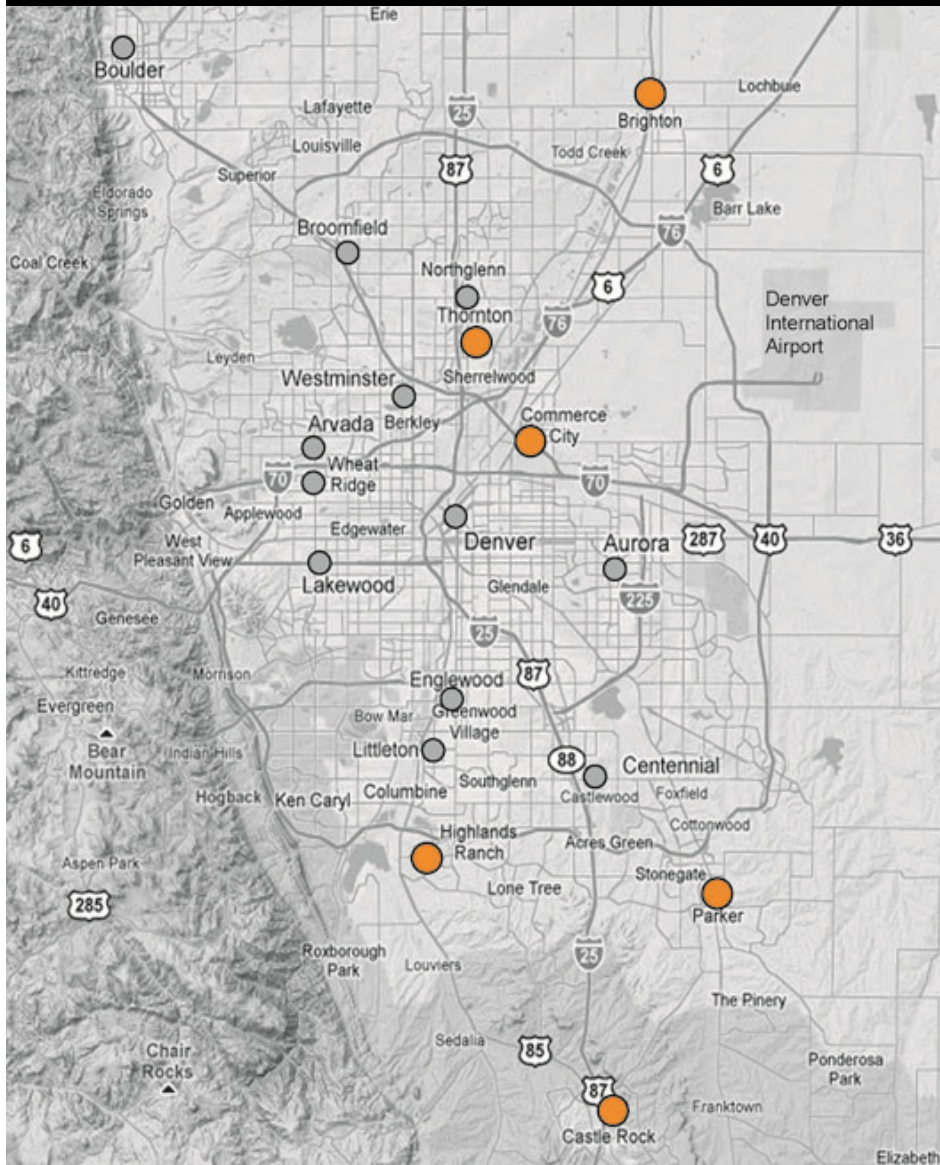 Erie
Boulder
Lochbuie
Lafayette
25
Brighton
Louisville
Todd Creek
87
6
Superior
Eldorado
Springs
Barr Lake
Broomfield
76
Coal Creek
Northglenn
6
Denver
International
Airport
Thornton
76
Leyden
Sherrelwood
Westminster
Berkley
Commerce
City
Arvada
Wheat
Ridge
70
70
Golden
Applewood
Edgewater
Denver
Aurora
287
40
36
6
West
Pleasant View
Lakewood
Glendale
225
40
Genesee
25
Kittredge
Morrison
Englewood
87
Evergreen
Bow Mar
Greenwood
Village
Bear
Mountain
Indian Hills
Littleton
88
Centennial
Southglenn
Castlewood
Foxfield
Hogback
Ken Caryl
Columbine
Cottonwood
Highlands
Ranch
Acres Green
Aspen Park
Stonegate
Lone Tree
285
Parker
Roxborough
Park
Louviers
25
The Pinery
Sedalia
85
Chair
Rocks
Ponderosa
Park
87
Franktown
Castle Rock
Elizabeth